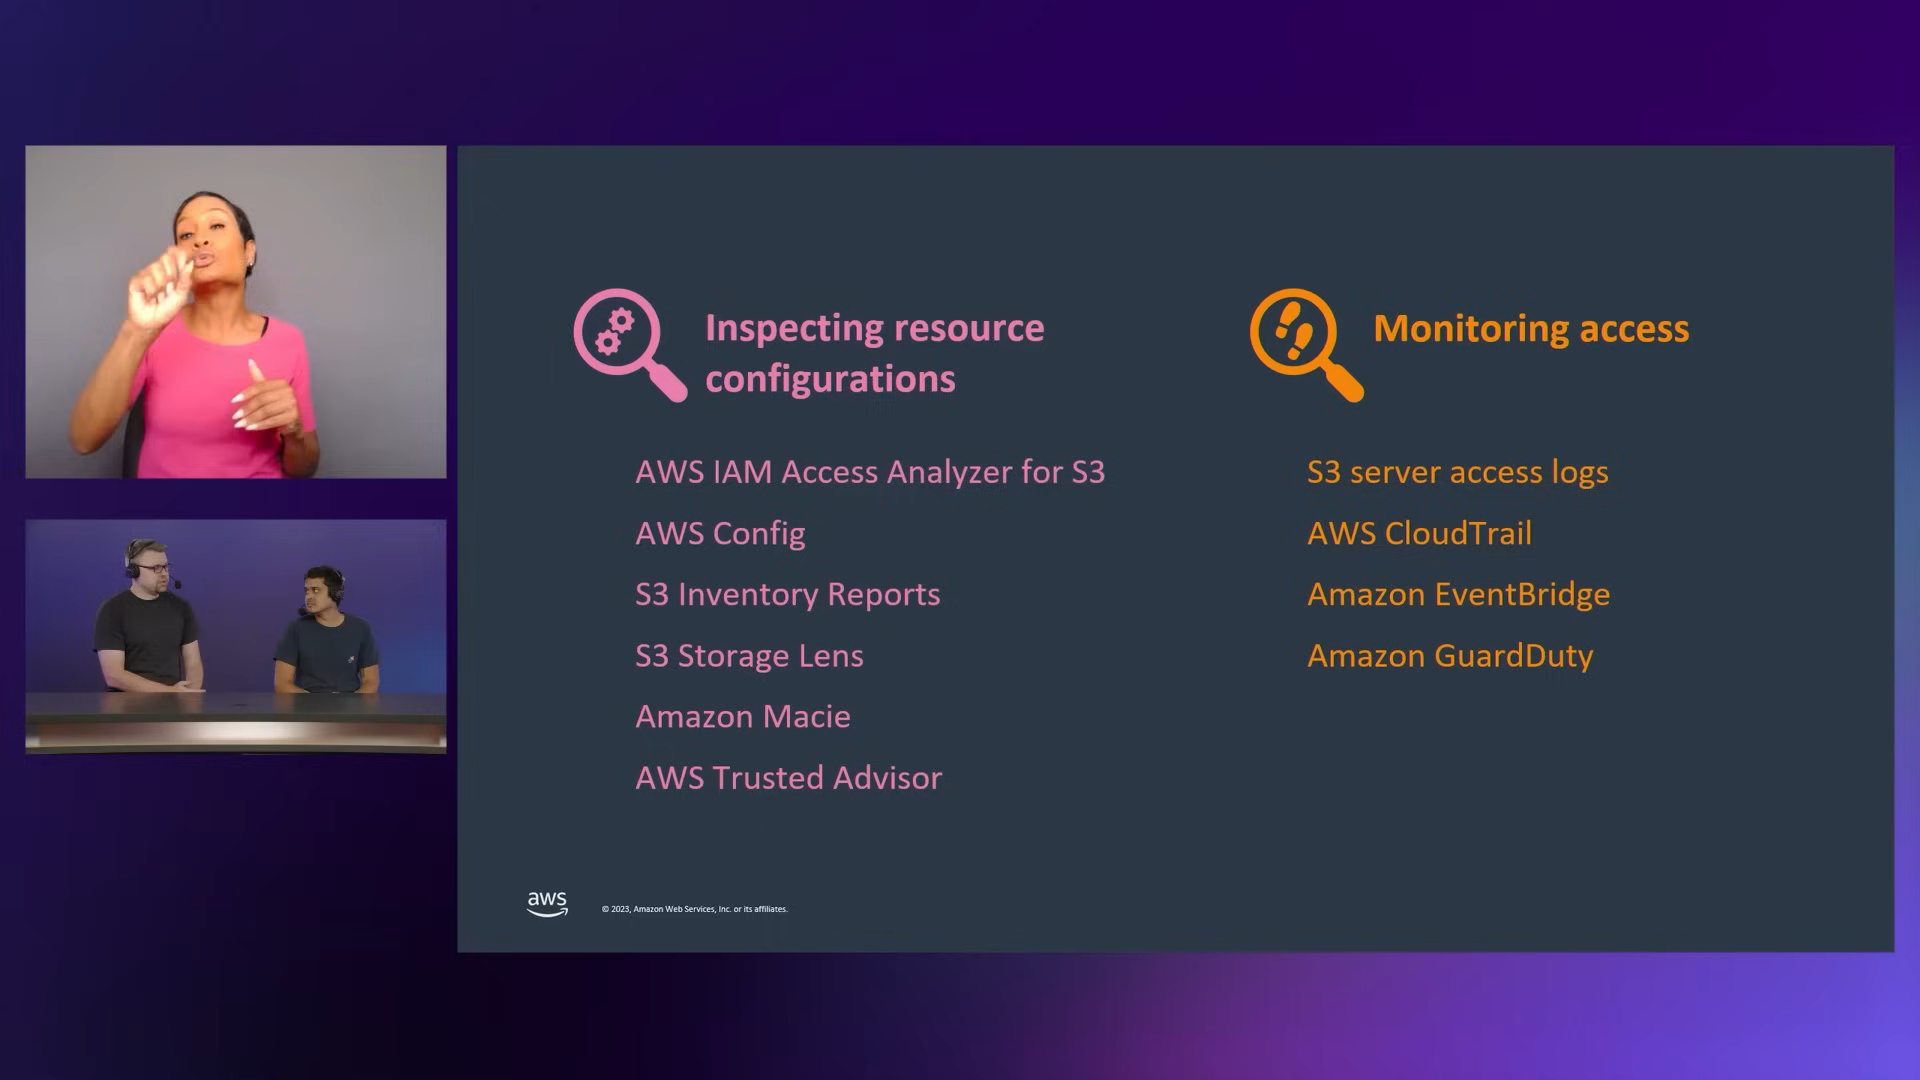 Inspecting resource
configurations
AWS IAM Access Analyzer for S3
AWS Config
S3 Inventory Reports
S3 Storage Lens
Amazon Macie
AWS Trusted Advisor
Monitoring access
S3 server access logs
AWS CloudTrail
Amazon EventBridge
Amazon GuardDuty
aws
© 2023, Amazon Web Services, Inc. or its affiliates.